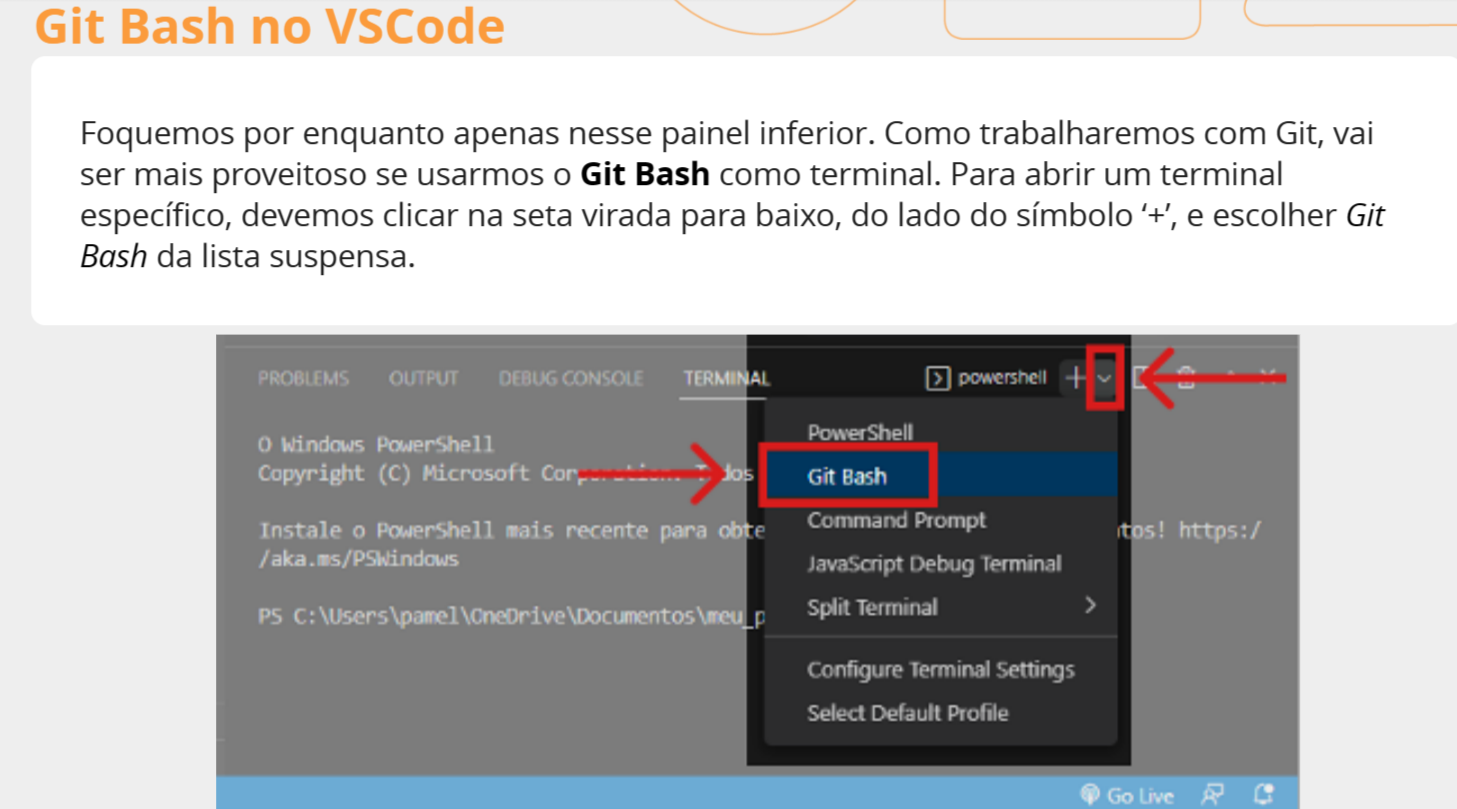 Git Bash no VSCode
Foquemos por enquanto apenas nesse painel inferior. Como trabalharemos com Git, vai
ser mais proveitoso se usarmos o Git Bash como terminal. Para abrir um terminal
específico, devemos clicar na seta virada para baixo, do lado do símbolo ‘+’, e escolher Git
Bash da lista suspensa.
PROBLEMS OUTPUT DEBUG CONSOLE TERMINAL powershell
PowerShell
O Windows PowerShell
Copyright (C) Microsoft Corporation. Todos
Git Bash
Command Prompt
Instale o PowerShell mais recente para obte tos! https:/
/aka.ms/PSWindows
JavaScript Debug Terminal
Split Terminal
PS C:\Users\pamel\OneDrive\Documentos\meu_p
Configure Terminal Settings
Select Default Profile
Go Live